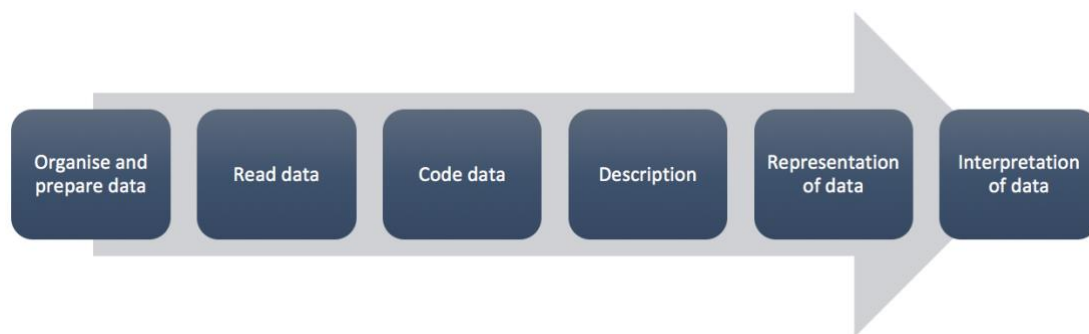 Organise and
prepare data
Read data
Code data
Description
Representation
of data
Interpretation
of data